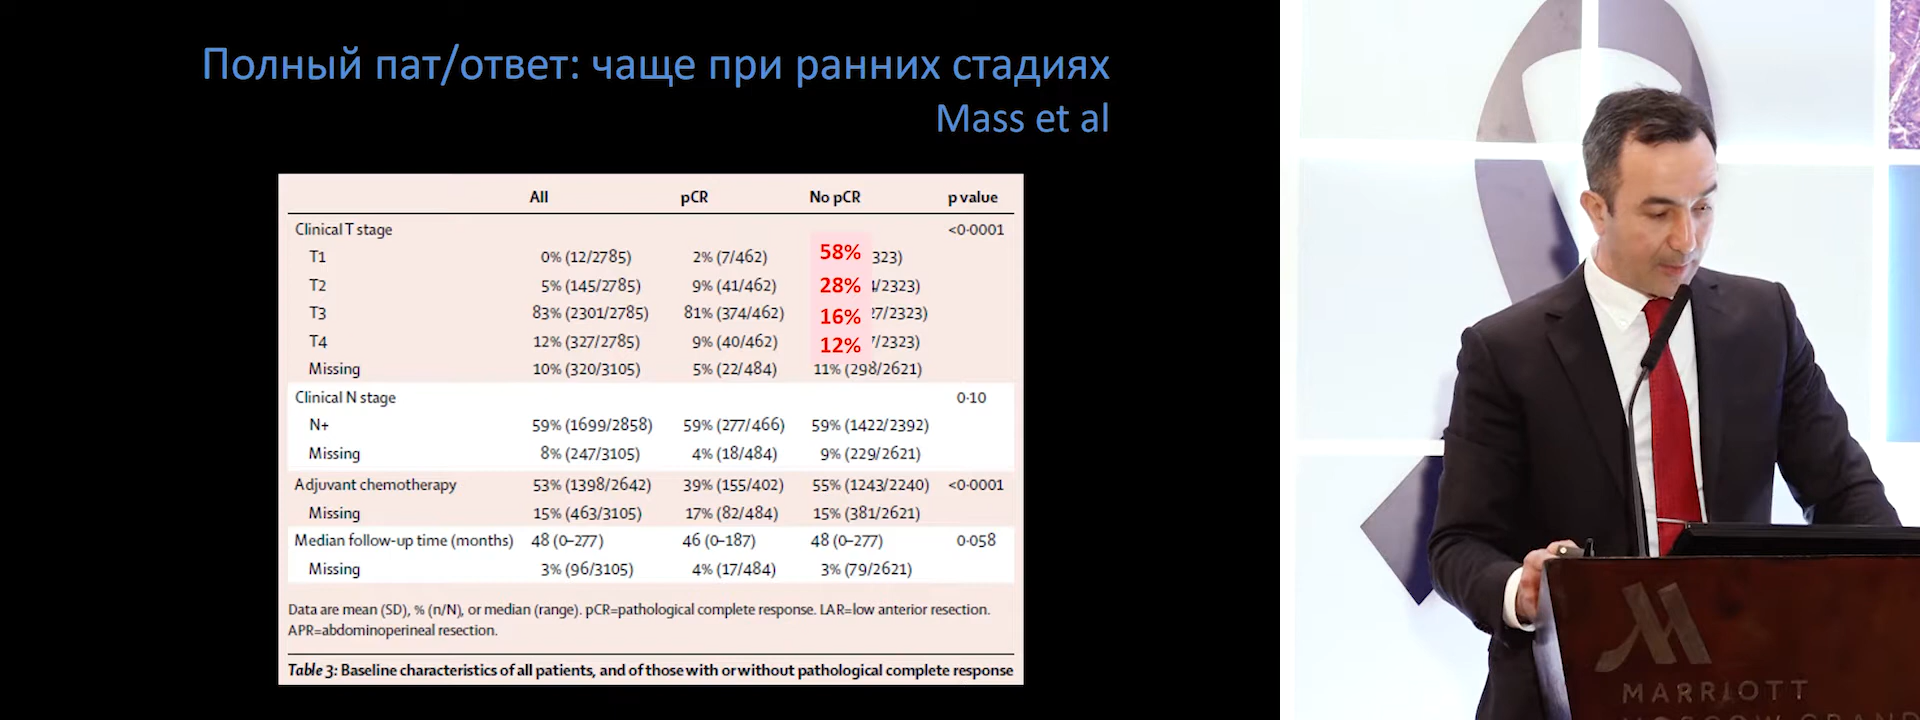 Полный пат/ответ: чаще при ранних стадиях
Mass et al
All pCR No pCR p value
Clinical T stage <0·0001
T1 0% (12/2785) 2% (7/462) 58% 323)
T2 5% (145/2785) 9% (41/462) 28% /2323)
T3 83% (2301/2785) 81% (374/462) 16% 27/2323)
T4 12% (327/2785) 9% (40/462) 12% /2323)
Missing 10% (320/3105) 5% (22/484) 11% (298/2621)
Clinical N stage 0·10
N+ 59% (1699/2858) 59% (277/466) 59% (1422/2392)
Missing 8% (247/3105) 4% (18/484) 9% (229/2621)
Adjuvant chemotherapy 53% (1398/2642) 39% (155/402) 55% (1243/2240) <0·0001
Missing 15% (463/3105) 17% (82/484) 15% (381/2621)
Median follow-up time (months) 48 (0–277) 46 (0–187) 48 (0–277) 0·058
Missing 3% (96/3105) 4% (17/484) 3% (79/2621)
Data are mean (SD), % (n/N), or median (range). pCR=pathological complete response. LAR=low anterior resection.
APR=abdominoperineal resection.
Table 3: Baseline characteristics of all patients, and of those with or without pathological complete response
MARRIOTT